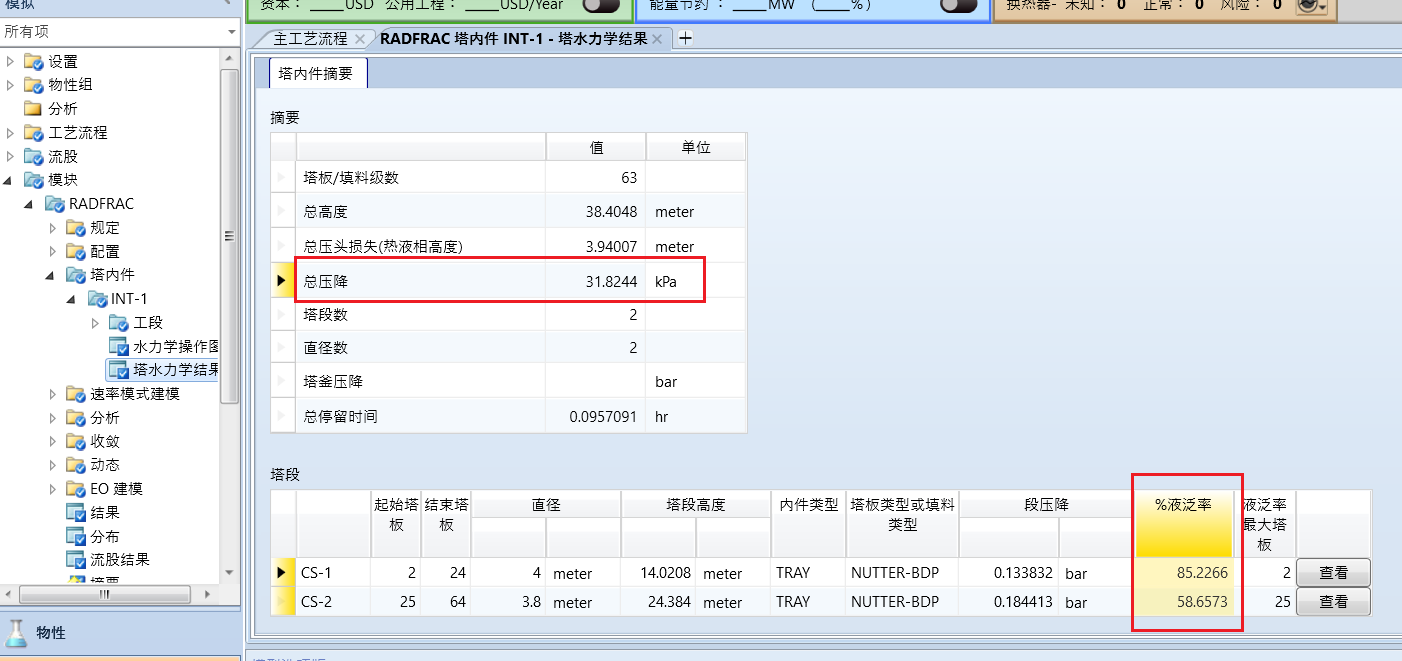 模拟
资本： _____USD 公用工程： _____USD/Year
能量节约： _____MW (_____%)
换热器- 未知： 0 正常： 0 风险： 0
所有项
主工艺流程
RADFRAC 塔内件 INT-1 - 塔水力学结果
+
设置
物性组
分析
工艺流程
流股
模块
RADFRAC
规定
配置
塔内件
INT-1
工段
水力学操作图
塔水力学结果
速率模式建模
分析
收敛
动态
EO 建模
结果
分布
流股结果
摘要
物性
塔内件摘要
摘要
值 单位
塔板/填料级数 63
总高度 38.4048 meter
总压头损失(热液相高度) 3.94007 meter
总压降 31.8244 kPa
塔段数 2
直径数 2
塔釜压降 bar
总停留时间 0.0957091 hr
塔段
起始塔板 结束塔板 直径 塔段高度 内件类型 塔板类型或填料类型 段压降 %液泛率 液泛率最大塔板
CS-1 2 24 4 meter 14.0208 meter TRAY NUTTER-BDP 0.133832 bar 85.2266 2 查看
CS-2 25 64 3.8 meter 24.384 meter TRAY NUTTER-BDP 0.184413 bar 58.6573 25 查看